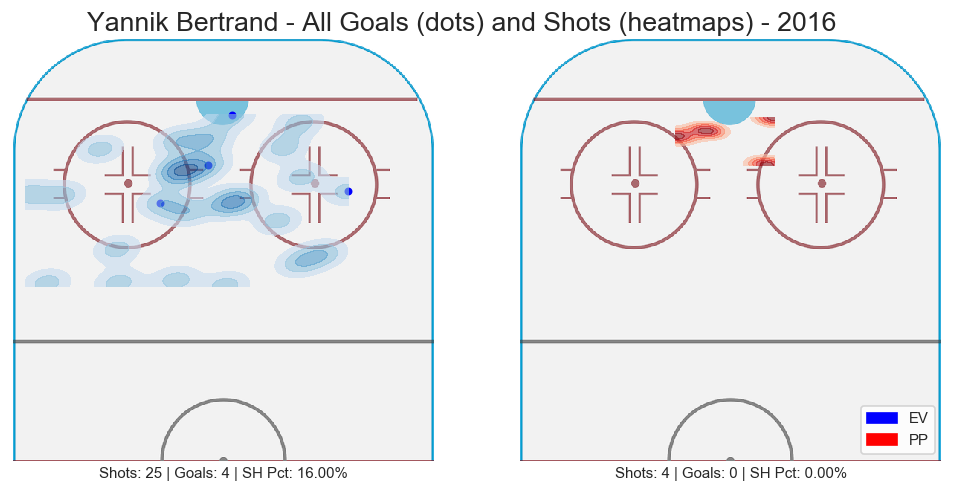 Yannik Bertrand - All Goals (dots) and Shots (heatmaps) - 2016
EV
PP
Shots: 25 | Goals: 4 | SH Pct: 16.00%
Shots: 4 | Goals: 0 | SH Pct: 0.00%